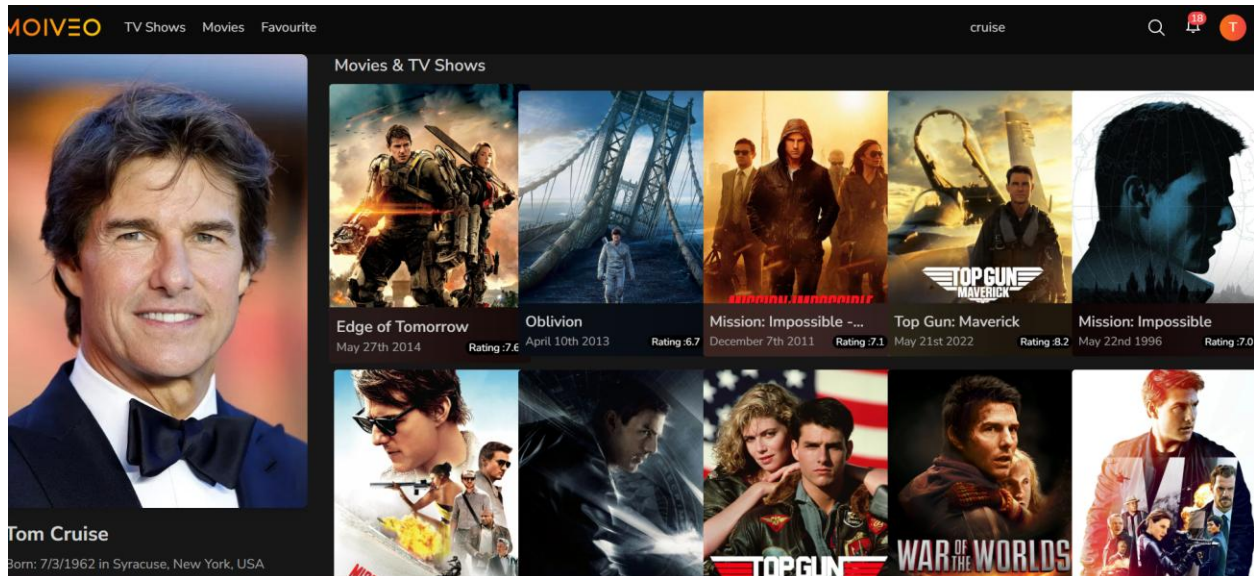 MOIVEO TV Shows Movies Favourite cruise 18 T
Movies & TV Shows
TOP GUN
MAVERICK
MISSION: IMPOSSIBLE
Edge of Tomorrow
May 27th 2014 Rating :7.6
Oblivion
April 10th 2013 Rating :6.7
Mission: Impossible -...
December 7th 2011 Rating :7.1
Top Gun: Maverick
May 21st 2022 Rating :8.2
Mission: Impossible
May 22nd 1996 Rating :7.0
TOP GUN
WAR OF THE WORLDS
Tom Cruise
Born: 7/3/1962 in Syracuse, New York, USA